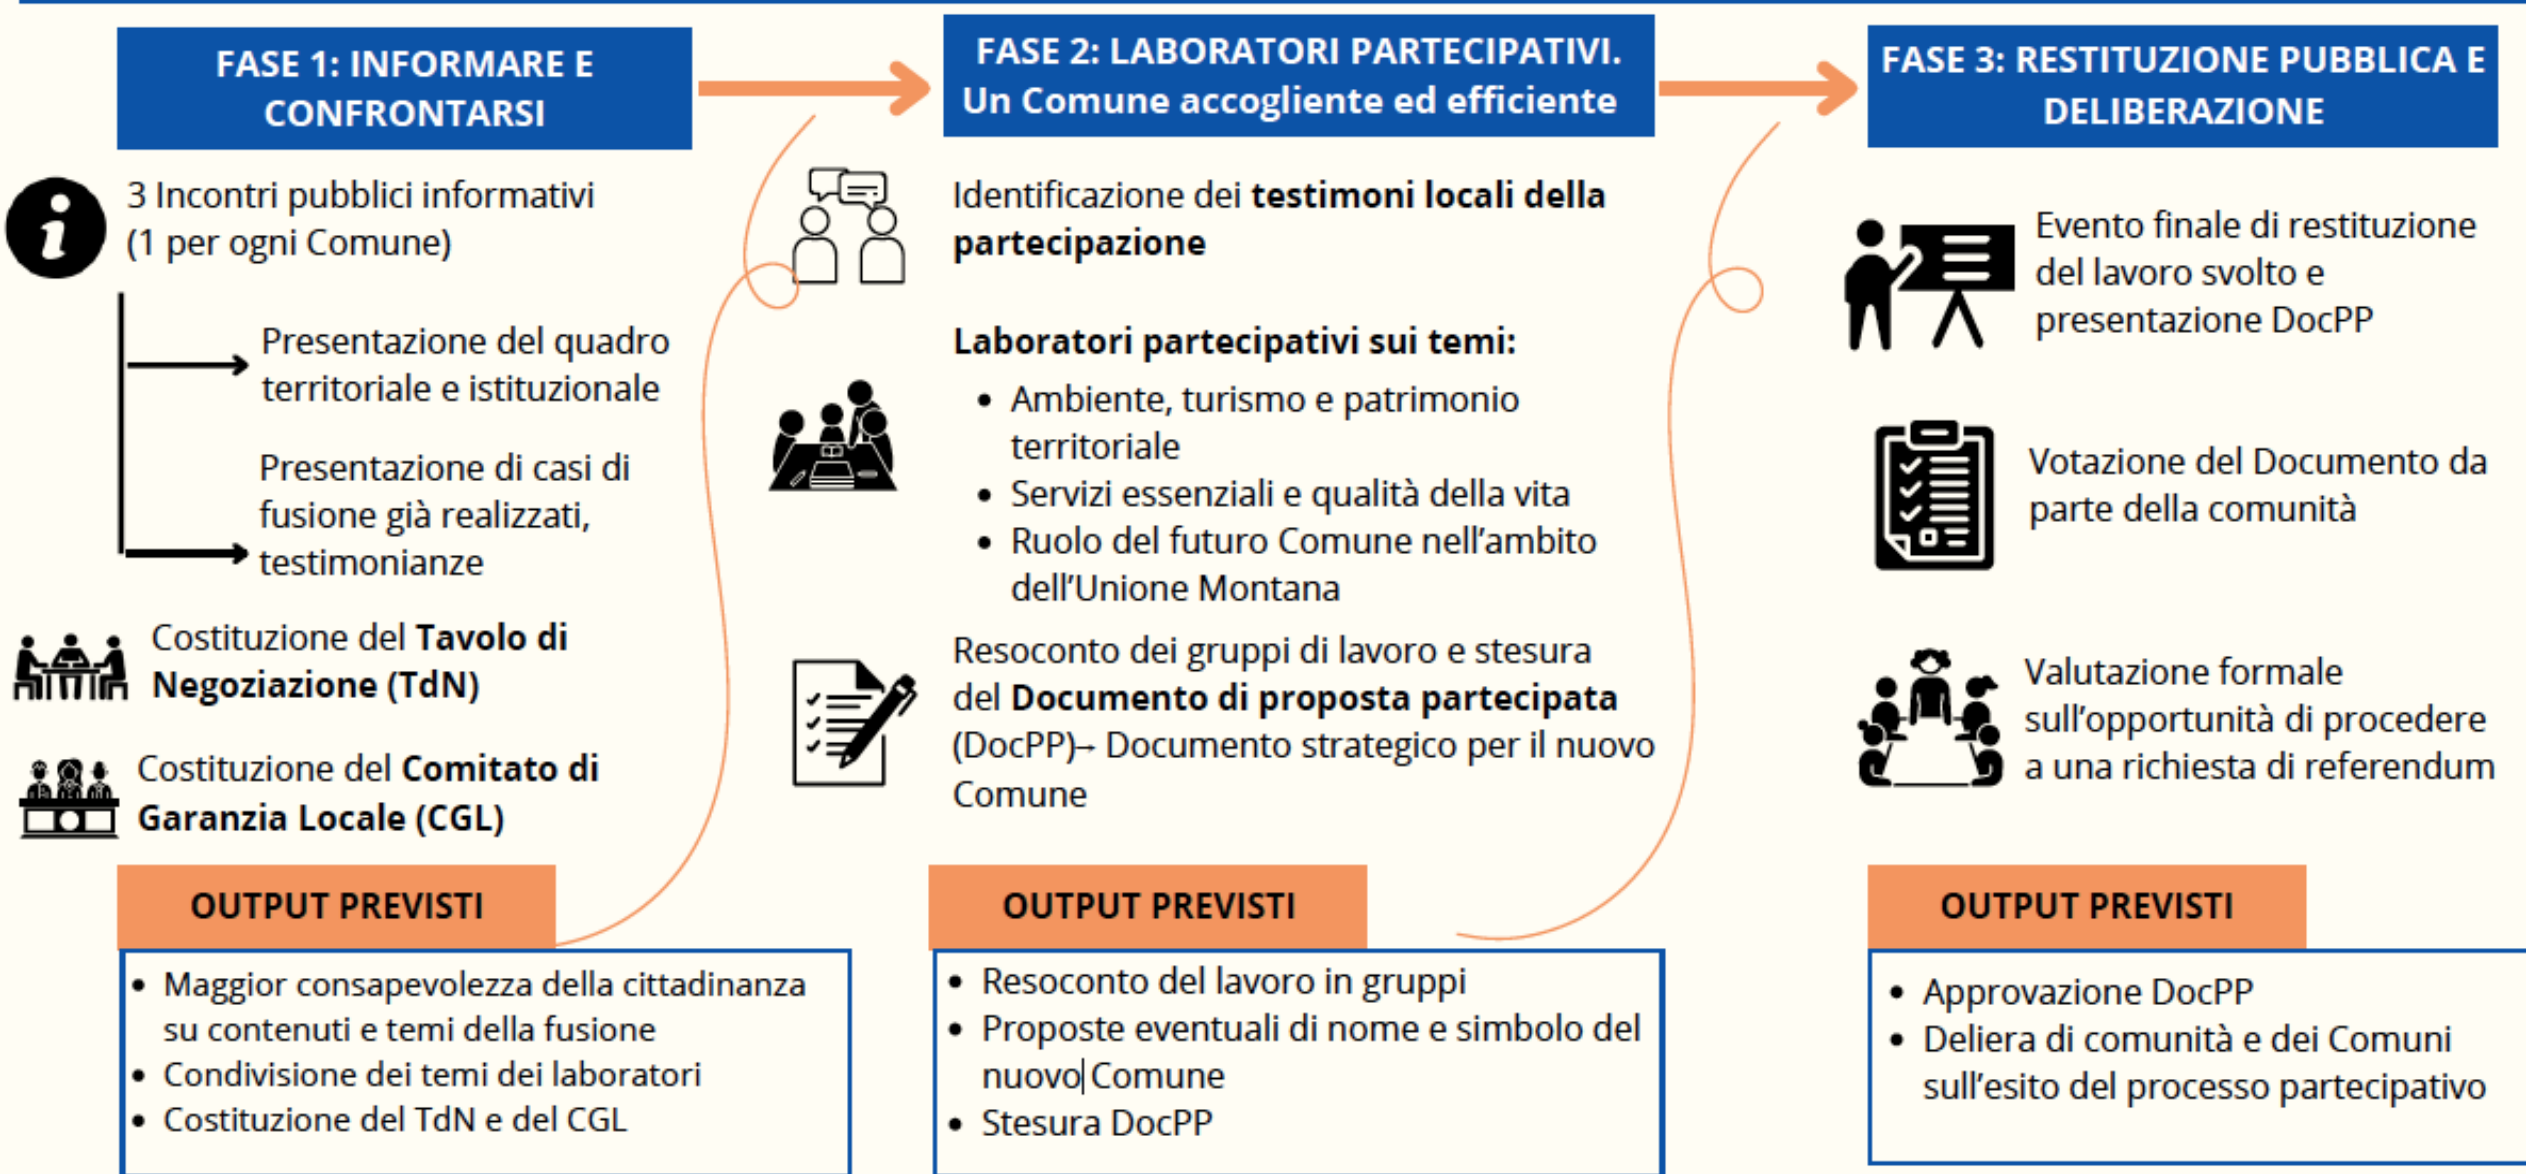 FASE 1: INFORMARE E
CONFRONTARSI
3 Incontri pubblici informativi
(1 per ogni Comune)
Presentazione del quadro
territoriale e istituzionale
Presentazione di casi di
fusione già realizzati,
testimonianze
Costituzione del Tavolo di
Negoziazione (TdN)
Costituzione del Comitato di
Garanzia Locale (CGL)
OUTPUT PREVISTI
• Maggior consapevolezza della cittadinanza
su contenuti e temi della fusione
• Condivisione dei temi dei laboratori
• Costituzione del TdN e del CGL
FASE 2: LABORATORI PARTECIPATIVI.
Un Comune accogliente ed efficiente
Identificazione dei testimoni locali della
partecipazione
Laboratori partecipativi sui temi:
• Ambiente, turismo e patrimonio
territoriale
• Servizi essenziali e qualità della vita
• Ruolo del futuro Comune nell'ambito
dell'Unione Montana
Resoconto dei gruppi di lavoro e stesura
del Documento di proposta partecipata
(DocPP)→ Documento strategico per il nuovo
Comune
OUTPUT PREVISTI
• Resoconto del lavoro in gruppi
• Proposte eventuali di nome e simbolo del
nuovo Comune
• Stesura DocPP
FASE 3: RESTITUZIONE PUBBLICA E
DELIBERAZIONE
Evento finale di restituzione
del lavoro svolto e
presentazione DocPP
Votazione del Documento da
parte della comunità
Valutazione formale
sull'opportunità di procedere
a una richiesta di referendum
OUTPUT PREVISTI
• Approvazione DocPP
• Deliera di comunità e dei Comuni
sull'esito del processo partecipativo